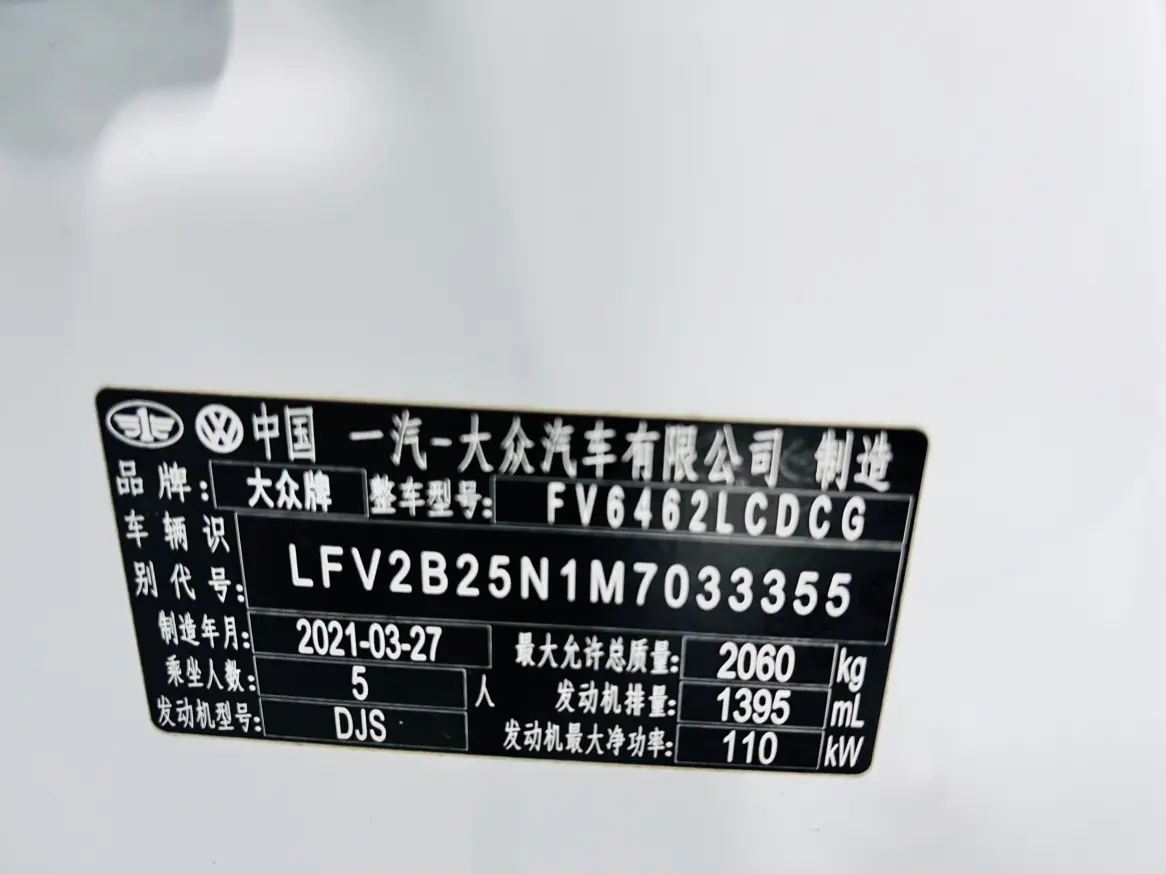 中国 一汽-大众汽车有限公司 制造
品牌: 大众牌 整车型号: FV6462LCDCG
车辆识别代号: LFV2B25N1M7033355
制造年月: 2021-03-27 最大允许总质量: 2060 kg
乘坐人数: 5 人 发动机排量: 1395 mL
发动机型号: DJS 发动机最大净功率: 110 kW